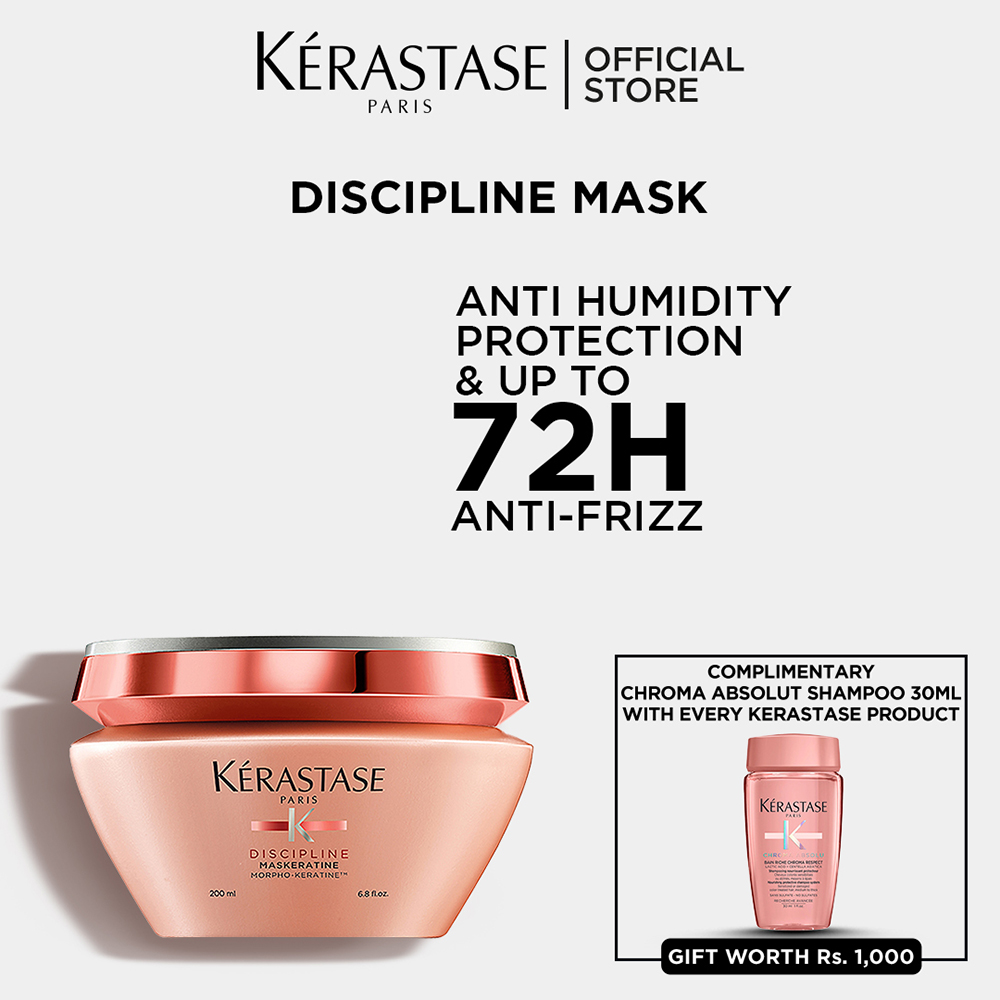 KÉRASTASE
PARIS
OFFICIAL
STORE
DISCIPLINE MASK
ANTI HUMIDITY
PROTECTION
& UP TO
72H
ANTI-FRIZZ
KÉRASTASE
PARIS
K
DISCIPLINE
MASKERATINE
MORPHO-KERATINE™
200 ml 6.8 fl.oz.
COMPLIMENTARY
CHROMA ABSOLUT SHAMPOO 30ML
WITH EVERY KERASTASE PRODUCT
KÉRASTASE
PARIS
K
BAIN RICHE CHROMA RESPECT
GIFT WORTH Rs. 1,000